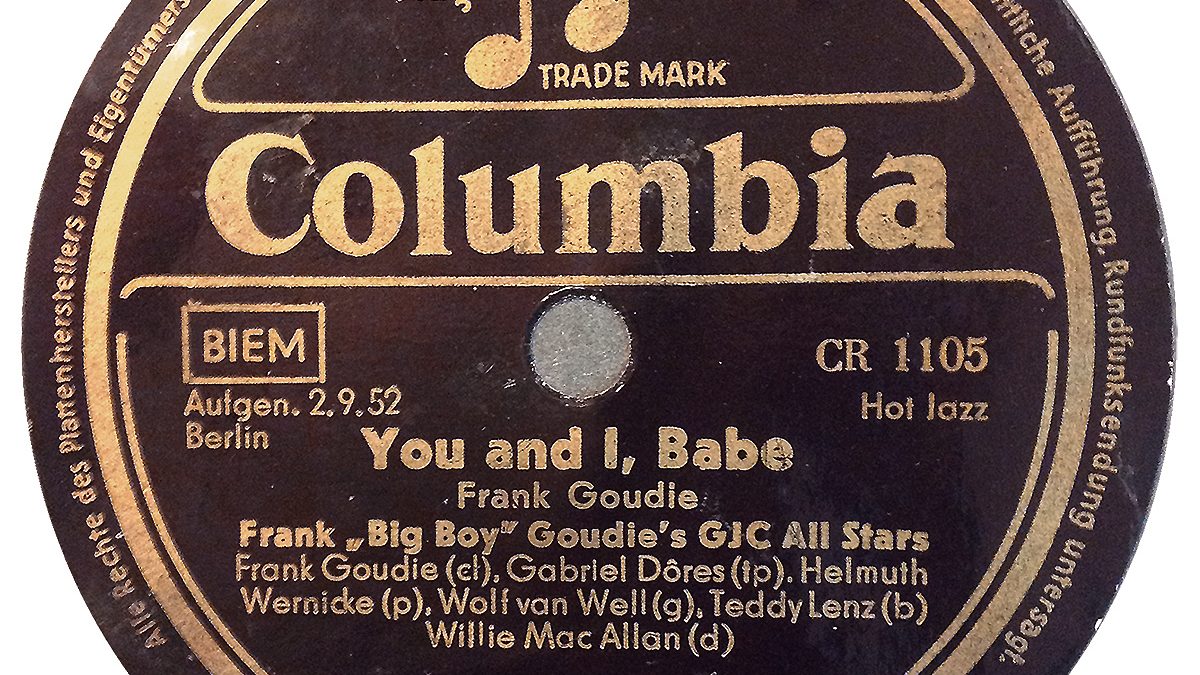 TRADE MARK
Columbia
BIEM
CR 1105
Aufgen. 2.9.52
Hot Jazz
Berlin
You and I, Babe
Frank Goudie
Frank „Big Boy" Goudie's GJC All Stars
Frank Goudie (cl), Gabriel Dôres (tp), Helmuth
Wernicke (p), Wolf van Well (g), Teddy Lenz (b)
Willie Mac Allan (d)
Alle Rechte des Plattenherstellers und Eigentümers
Aufführung, Rundfunksendung untersagt.